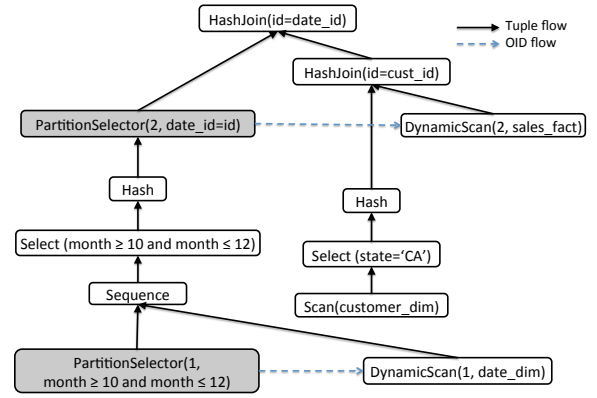 HashJoin(id=date_id)
Tuple flow
OID flow
HashJoin(id=cust_id)
PartitionSelector(2, date_id=id)
DynamicScan(2, sales_fact)
Hash
Hash
Select (month ≥ 10 and month ≤ 12)
Select (state=‘CA’)
Sequence
Scan(customer_dim)
PartitionSelector(1,
month ≥ 10 and month ≤ 12)
DynamicScan(1, date_dim)